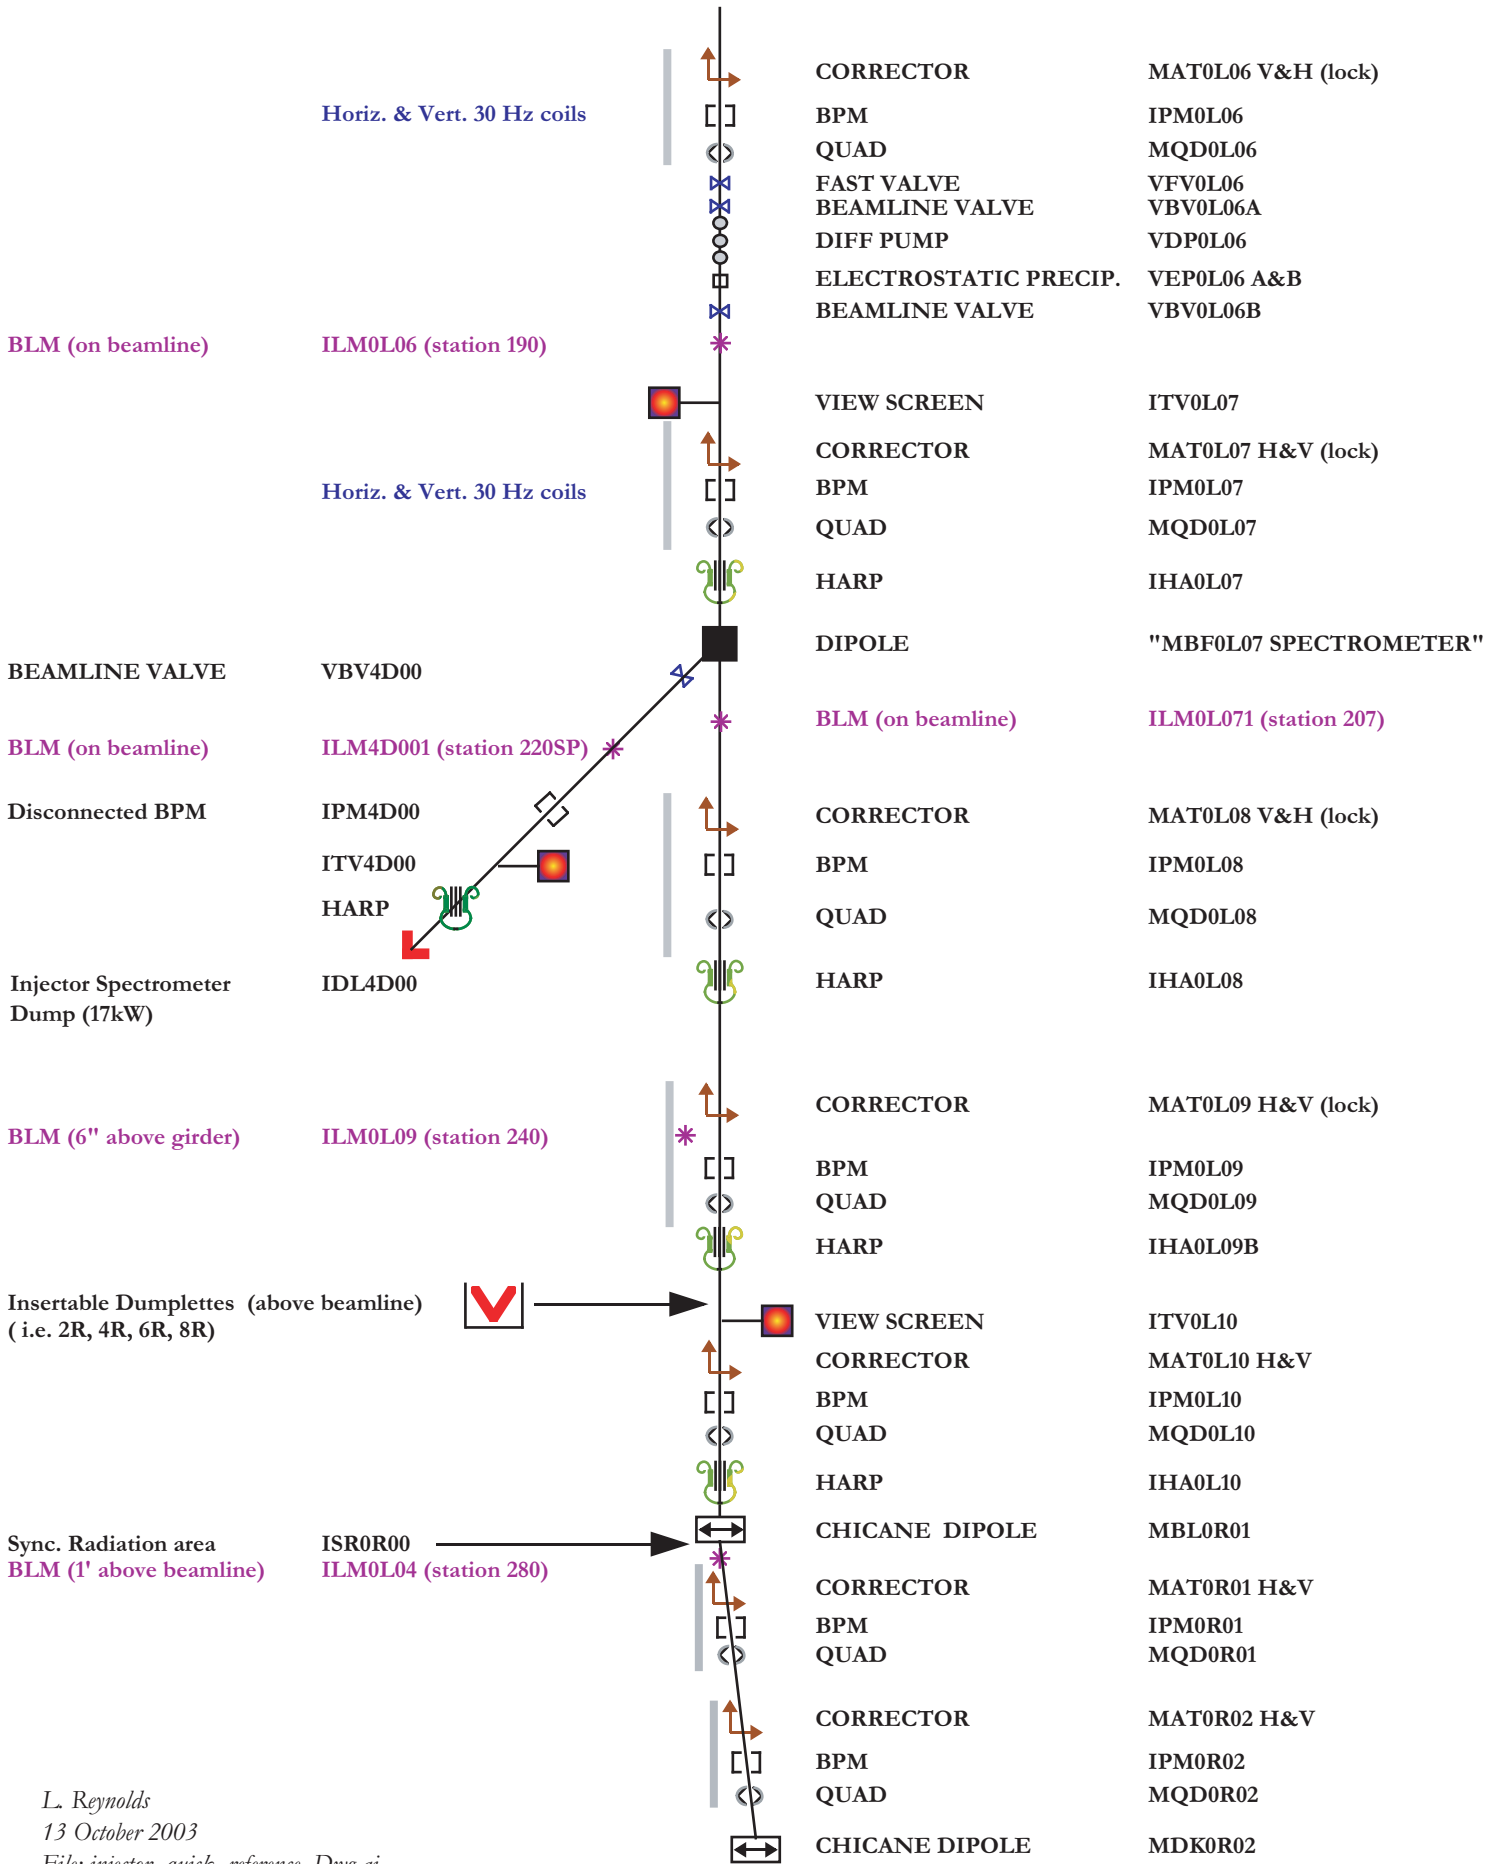 CORRECTOR MAT0L06 V&H (lock)
Horiz. & Vert. 30 Hz coils BPM IPM0L06
QUAD MQD0L06
FAST VALVE VFV0L06
BEAMLINE VALVE VBV0L06A
DIFF PUMP VDP0L06
ELECTROSTATIC PRECIP. VEP0L06 A&B
BEAMLINE VALVE VBV0L06B
BLM (on beamline) ILM0L06 (station 190)
VIEW SCREEN ITV0L07
CORRECTOR MAT0L07 H&V (lock)
Horiz. & Vert. 30 Hz coils BPM IPM0L07
QUAD MQD0L07
HARP IHA0L07
DIPOLE "MBF0L07 SPECTROMETER"
BEAMLINE VALVE VBV4D00
BLM (on beamline) ILM0L071 (station 207)
BLM (on beamline) ILM4D001 (station 220SP)
Disconnected BPM IPM4D00 CORRECTOR MAT0L08 V&H (lock)
ITV4D00 BPM IPM0L08
HARP QUAD MQD0L08
Injector Spectrometer IDL4D00 HARP IHA0L08
Dump (17kW)
CORRECTOR MAT0L09 H&V (lock)
BLM (6" above girder) ILM0L09 (station 240)
BPM IPM0L09
QUAD MQD0L09
HARP IHA0L09B
Insertable Dumplettes (above beamline)
( i.e. 2R, 4R, 6R, 8R) VIEW SCREEN ITV0L10
CORRECTOR MAT0L10 H&V
BPM IPM0L10
QUAD MQD0L10
HARP IHA0L10
CHICANE DIPOLE MBL0R01
Sync. Radiation area ISR0R00
BLM (1' above beamline) ILM0L04 (station 280)
CORRECTOR MAT0R01 H&V
BPM IPM0R01
QUAD MQD0R01
CORRECTOR MAT0R02 H&V
BPM IPM0R02
QUAD MQD0R02
L. Reynolds
13 October 2003
CHICANE DIPOLE MDK0R02
File: injector_quick_reference_Dwg.ai